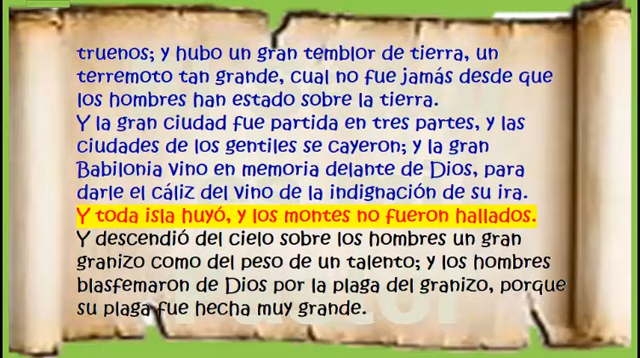 truenos; y hubo un gran temblor de tierra, un
terremoto tan grande, cual no fue jamás desde que
los hombres han estado sobre la tierra.
Y la gran ciudad fue partida en tres partes, y las
ciudades de los gentiles se cayeron; y la gran
Babilonia vino en memoria delante de Dios, para
darle el cáliz del vino de la indignación de su ira.
Y toda isla huyó, y los montes no fueron hallados.
Y descendió del cielo sobre los hombres un gran
granizo como del peso de un talento; y los hombres
blasfemaron de Dios por la plaga del granizo, porque
su plaga fue hecha muy grande.